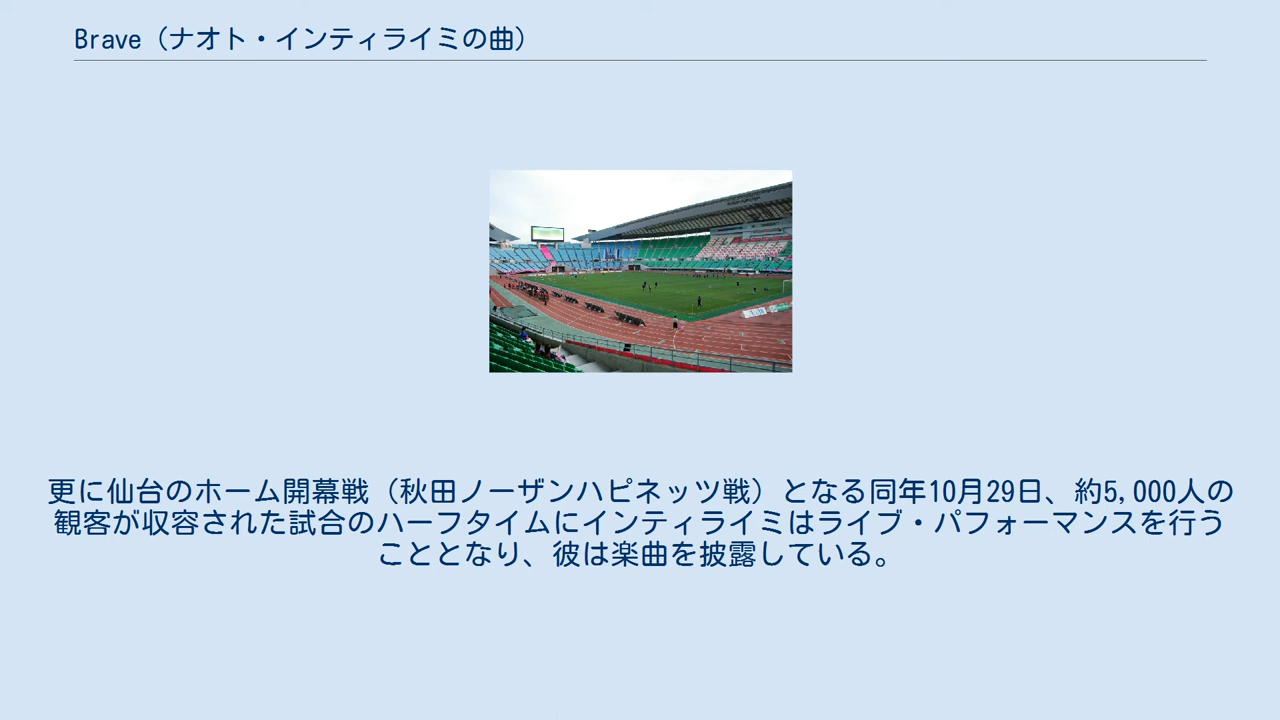 Brave（ナオト・インティライミの曲）
更に仙台のホーム開幕戦（秋田ノーザンハピネッツ戦）となる同年10月29日、約5,000人の
観客が収容された試合のハーフタイムにインティライミはライブ・パフォーマンスを行う
こととなり、彼は楽曲を披露している。